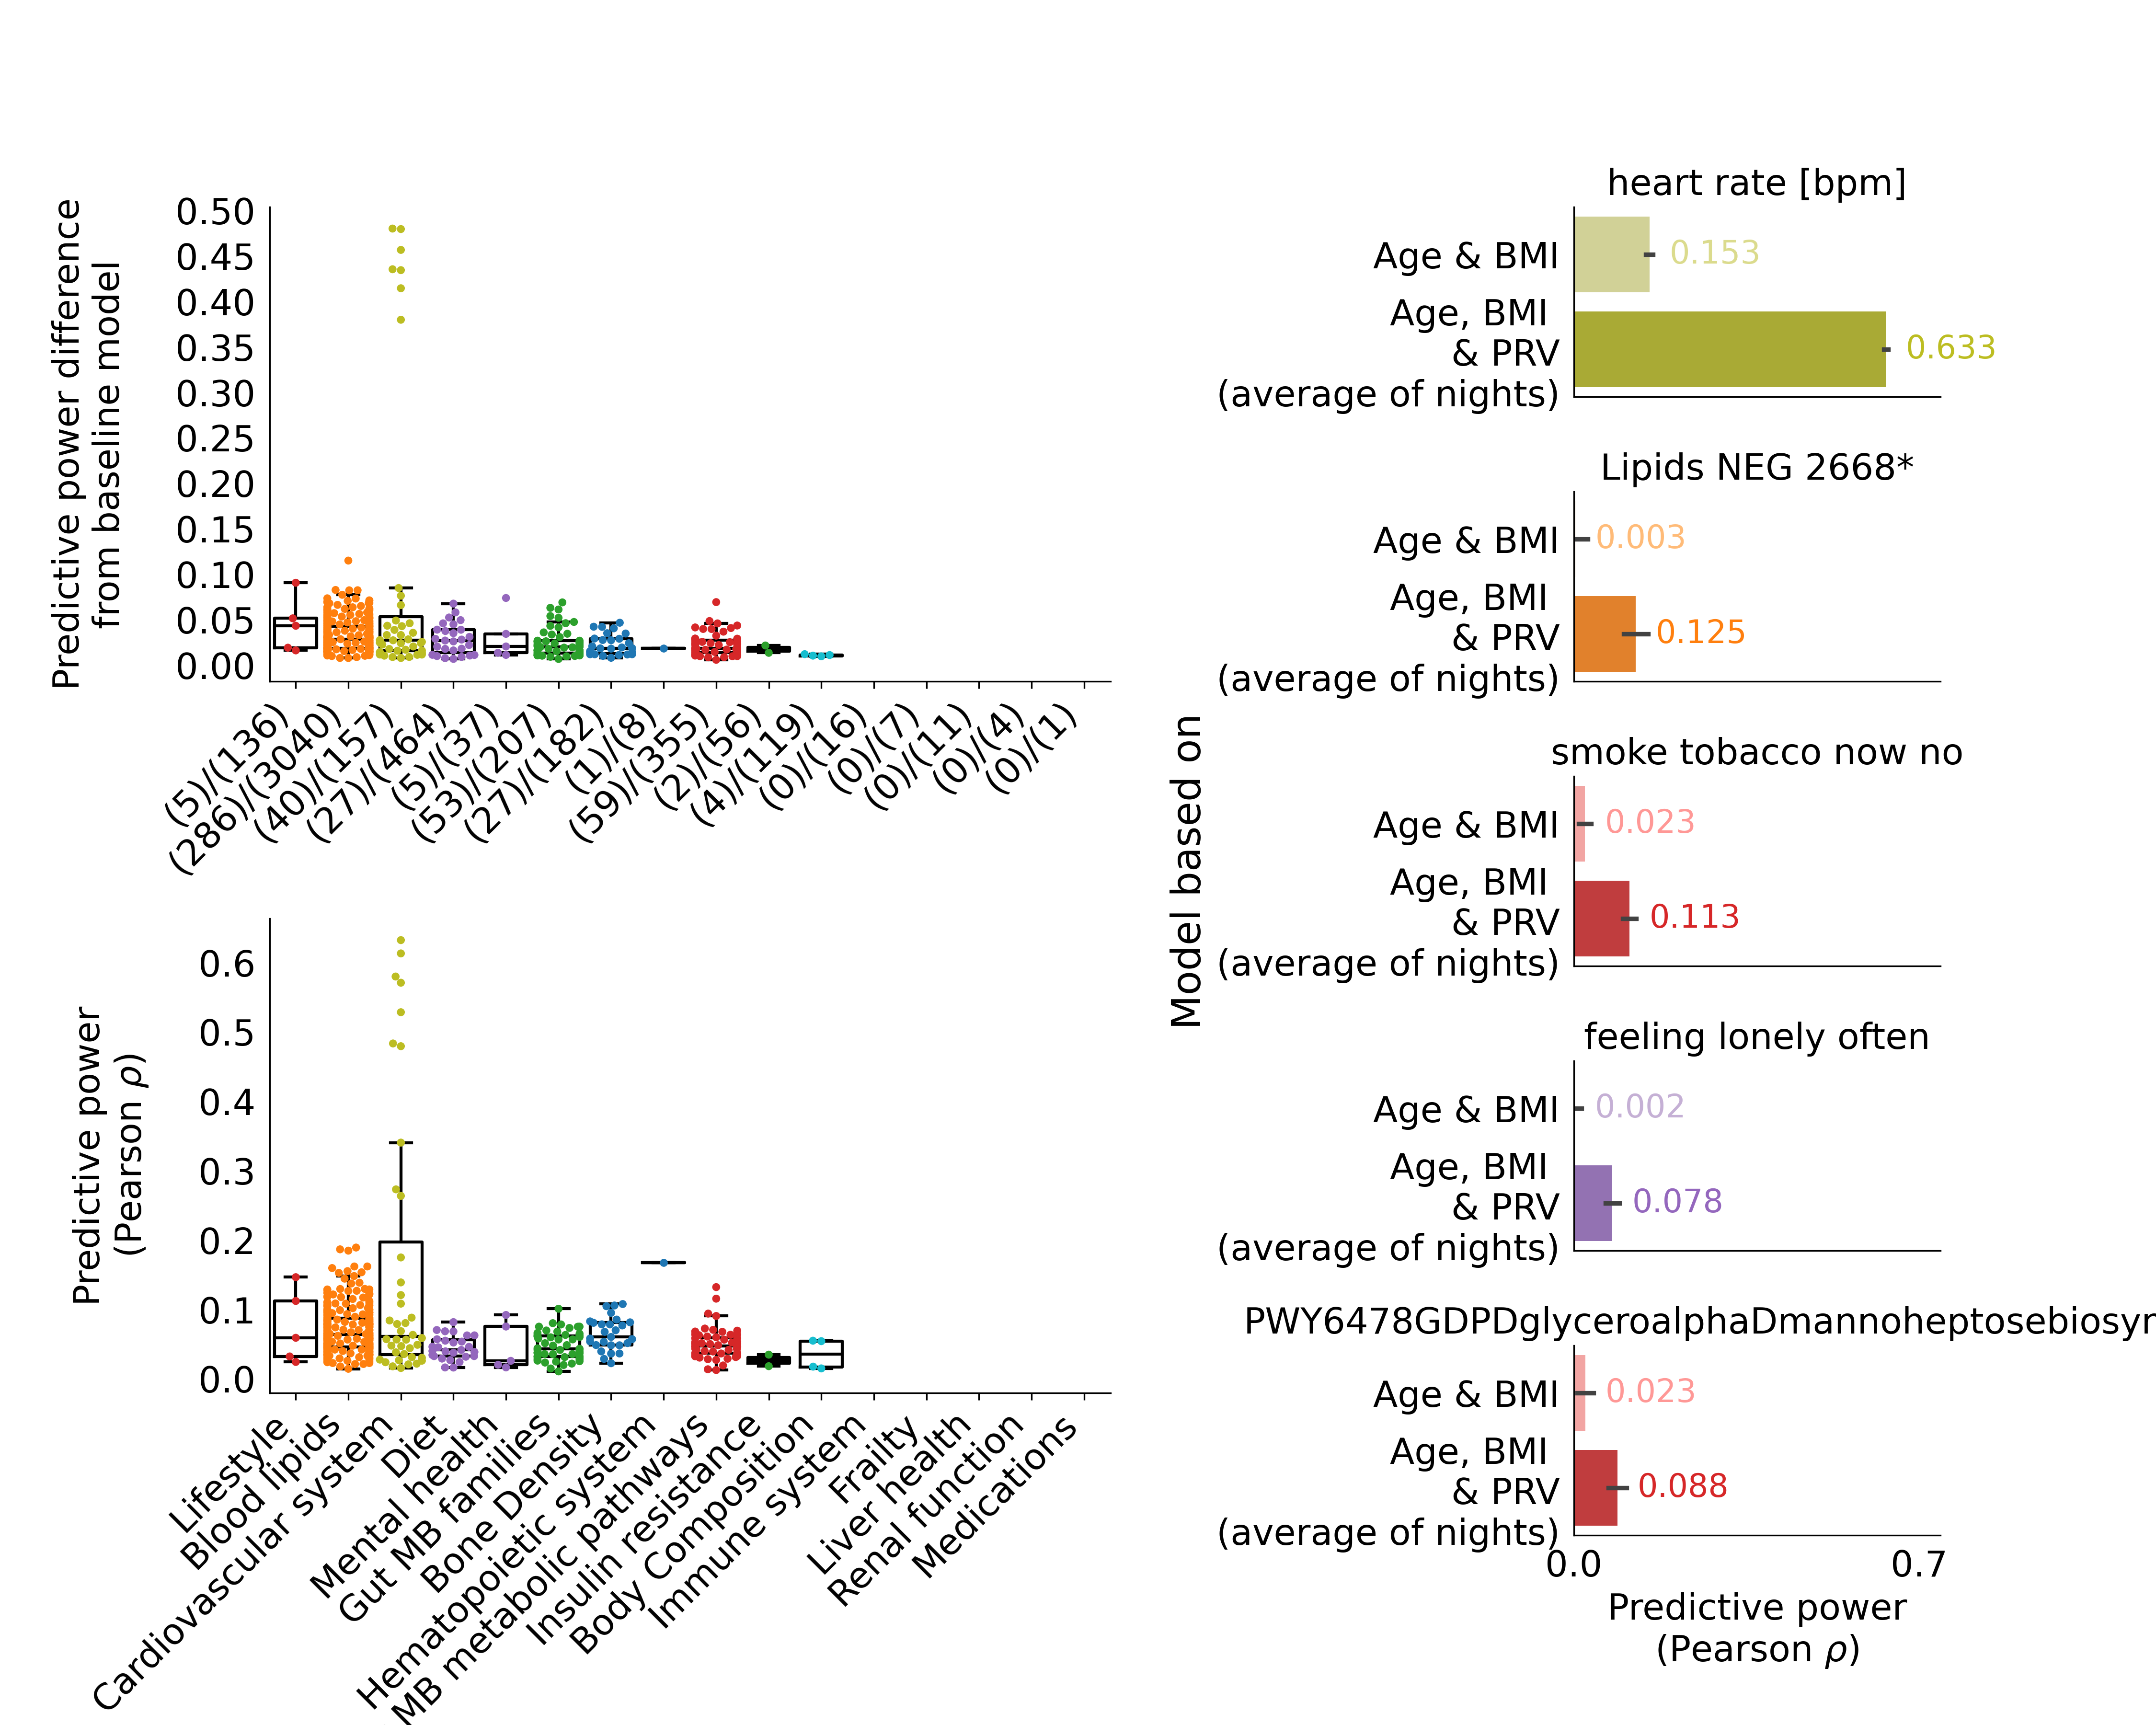 Predictive power difference
from baseline model
0.50
0.45
0.40
0.35
0.30
0.25
0.20
0.15
0.10
0.05
0.00
(5)/(136)
(286)/(3040)
(40)/(157)
(27)/(464)
(5)/(37)
(53)/(207)
(27)/(182)
(1)/(8)
(59)/(355)
(2)/(56)
(4)/(119)
(0)/(16)
(0)/(7)
(0)/(11)
(0)/(4)
(0)/(1)
Predictive power
(Pearson ρ)
0.6
0.5
0.4
0.3
0.2
0.1
0.0
Lifestyle
Blood lipids
Cardiovascular system
Diet
Mental health
Gut MB families
Bone Density
Hematopoietic system
MB metabolic pathways
Insulin resistance
Body Composition
Immune system
Frailty
Liver health
Renal function
Medications
Model based on
heart rate [bpm]
Age & BMI
0.153
Age, BMI
& PRV
(average of nights)
0.633
Lipids NEG 2668*
Age & BMI
0.003
Age, BMI
& PRV
(average of nights)
0.125
smoke tobacco now no
Age & BMI
0.023
Age, BMI
& PRV
(average of nights)
0.113
feeling lonely often
Age & BMI
0.002
Age, BMI
& PRV
(average of nights)
0.078
PWY6478GDPDglyceroalphaDmannoheptosebiosyn
Age & BMI
0.023
Age, BMI
& PRV
(average of nights)
0.088
0.0
0.7
Predictive power
(Pearson ρ)